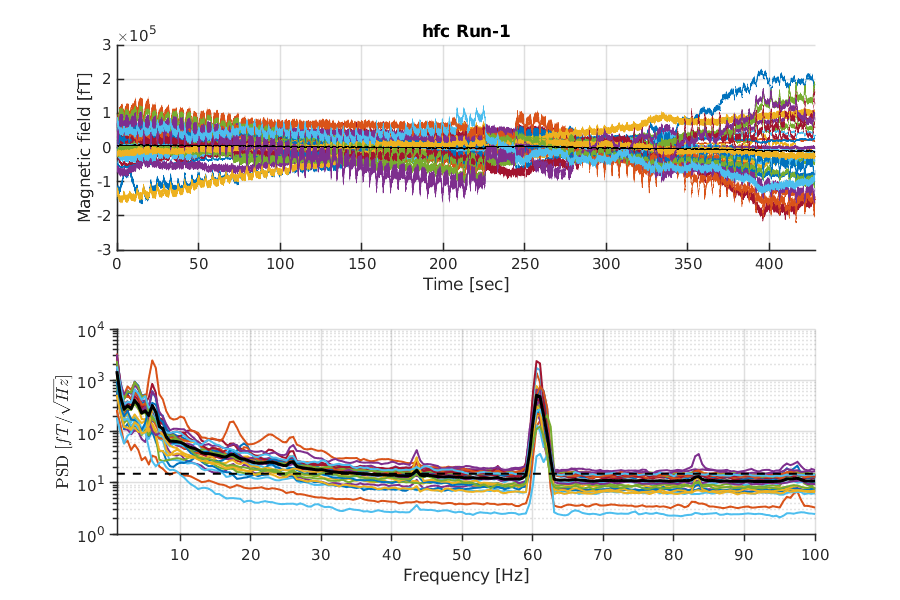 hfc Run-1
×10^5
Magnetic field [fT]
3
2
1
0
-1
-2
-3
0 50 100 150 200 250 300 350 400
Time [sec]
PSD [fT/√Hz]
10^4
10^3
10^2
10^1
10^0
10 20 30 40 50 60 70 80 90 100
Frequency [Hz]